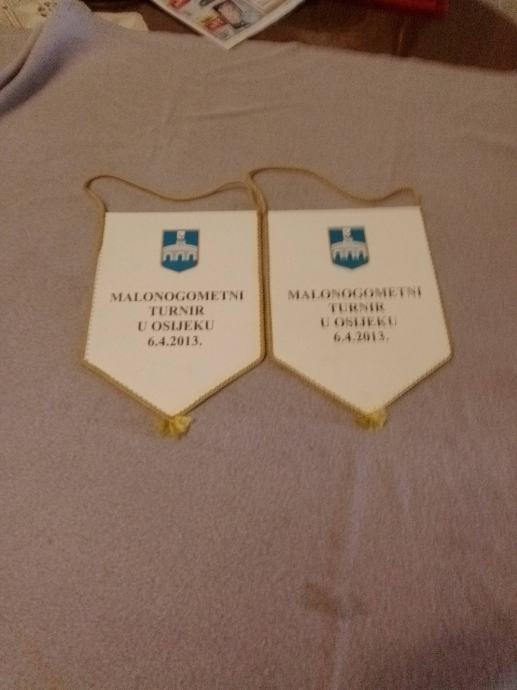 MALONOGOMETNI
TURNIR
U OSIJEKU
6.4.2013.
MALONOGOMETNI
TURNIR
U OSIJEKU
6.4.2013.